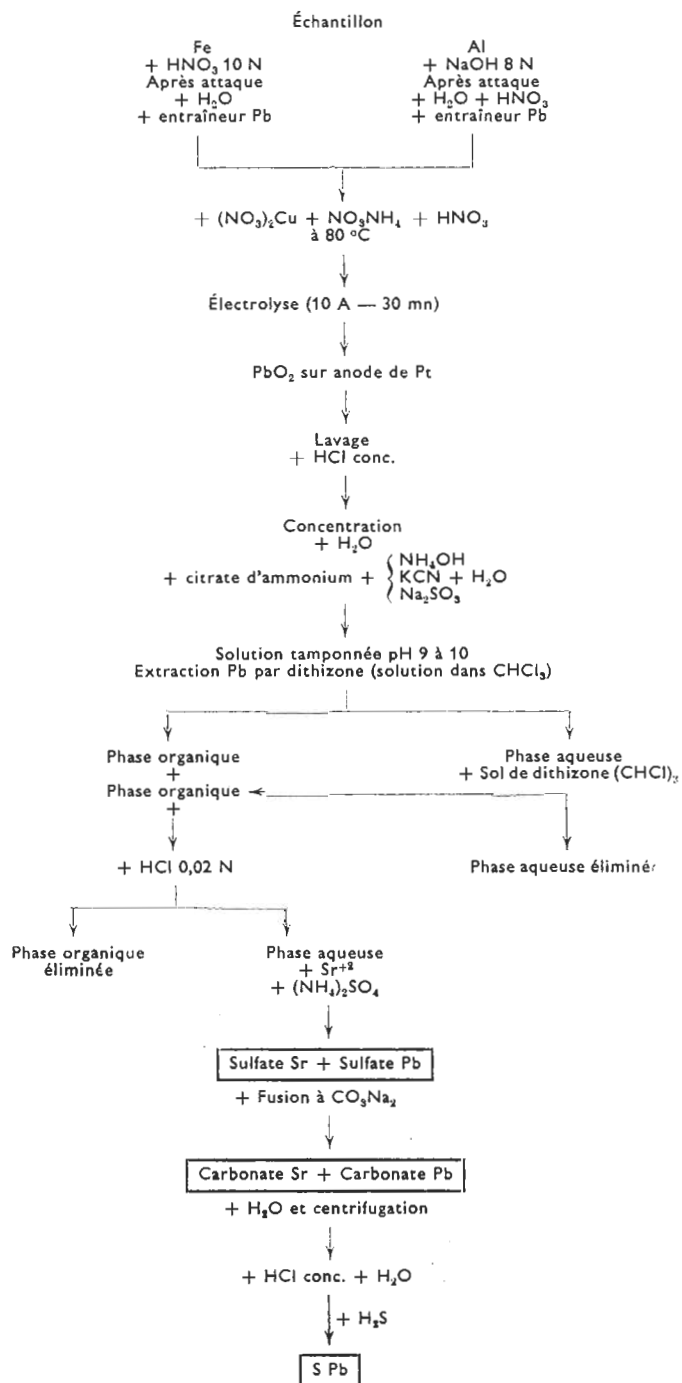 Échantillon
Fe
+ HNO₃ 10 N
Après attaque
+ H₂O
+ entraîneur Pb
Al
+ NaOH 8 N
Après attaque
+ H₂O + HNO₃
+ entraîneur Pb
+ (NO₃)₂Cu + NO₃NH₄ + HNO₃
à 80 °C
Électrolyse (10 A — 30 mn)
PbO₂ sur anode de Pt
Lavage
+ HCl conc.
Concentration
+ H₂O
+ citrate d'ammonium + { NH₄OH
KCN + H₂O
Na₂SO₃
Solution tamponnée pH 9 à 10
Extraction Pb par dithizone (solution dans CHCl₃)
Phase organique
+
Phase organique
+
Phase aqueuse
+ Sol de dithizone (CHCl)₃
+ HCl 0,02 N
Phase aqueuse éliminé
Phase organique
éliminée
Phase aqueuse
+ Sr⁺²
+ (NH₄)₂SO₄
Sulfate Sr + Sulfate Pb
+ Fusion à CO₃Na₂
Carbonate Sr + Carbonate Pb
+ H₂O et centrifugation
+ HCl conc. + H₂O
+ H₂S
S Pb